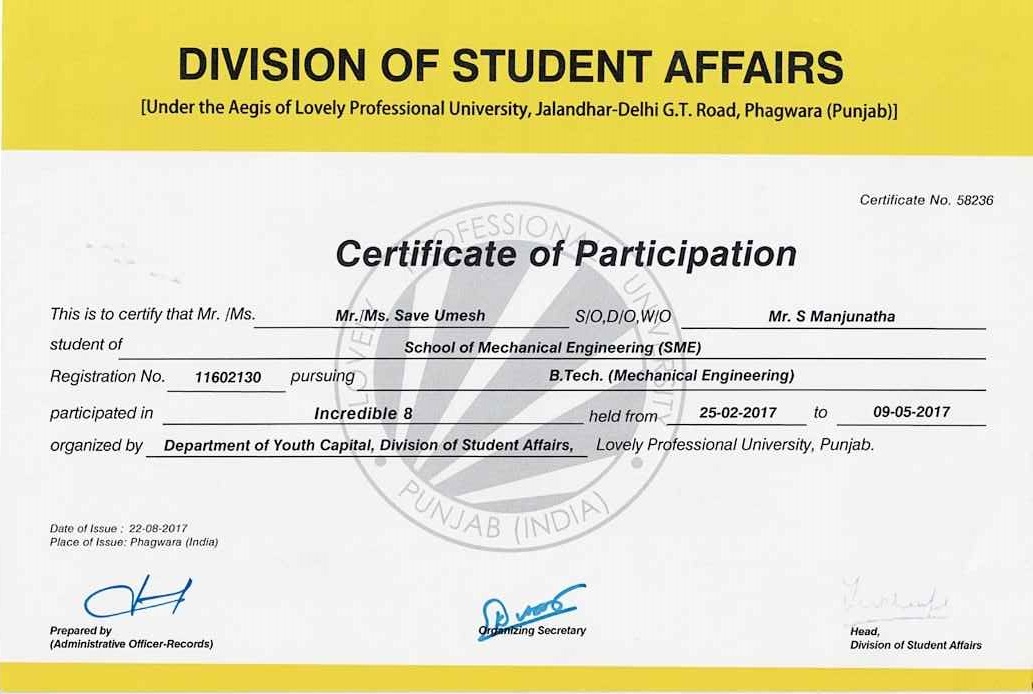 DIVISION OF STUDENT AFFAIRS
[Under the Aegis of Lovely Professional University, Jalandhar-Delhi G.T. Road, Phagwara (Punjab)]
Certificate No. 58236
Certificate of Participation
This is to certify that Mr. /Ms. Mr./Ms. Save Umesh S/O,D/O,W/O Mr. S Manjunatha
student of School of Mechanical Engineering (SME)
Registration No. 11602130 pursuing B.Tech. (Mechanical Engineering)
participated in Incredible 8 held from 25-02-2017 to 09-05-2017
organized by Department of Youth Capital, Division of Student Affairs, Lovely Professional University, Punjab.
LOVELY PROFESSIONAL UNIVERSITY
PUNJAB (INDIA)
Date of Issue : 22-08-2017
Place of Issue: Phagwara (India)
Prepared by
(Administrative Officer-Records)
Organizing Secretary
Head,
Division of Student Affairs